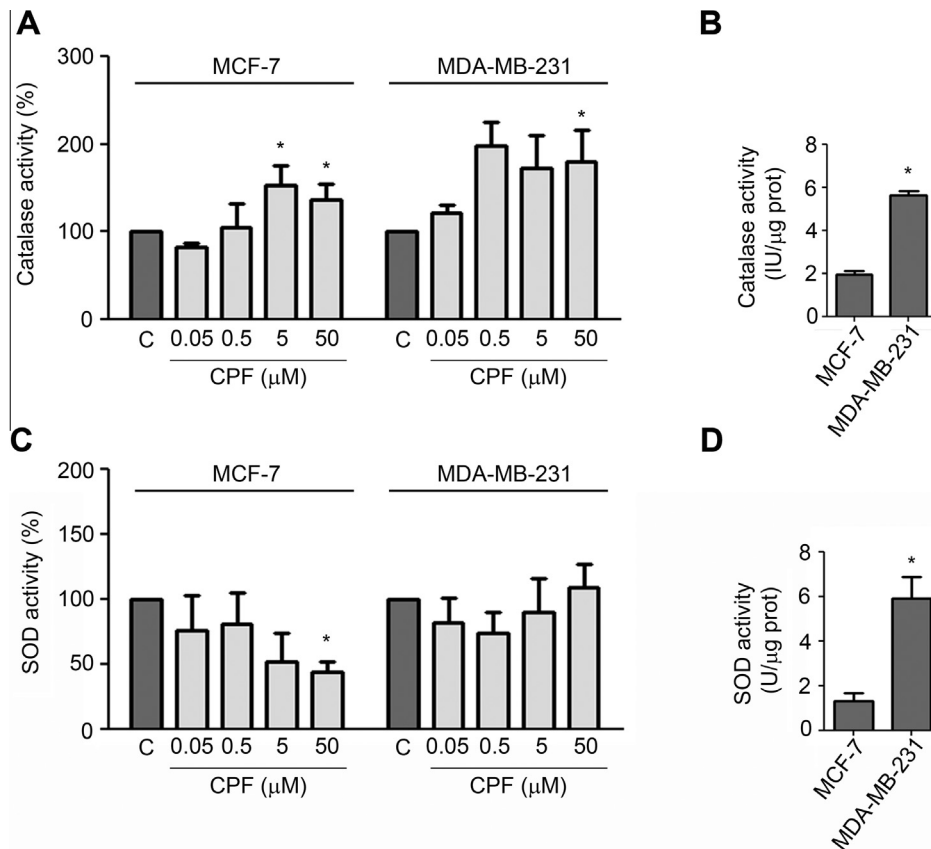 A
Catalase activity (%)
300
200
100
0
MCF-7
MDA-MB-231
*
*
*
C
0.05
0.5
5
50
C
0.05
0.5
5
50
CPF (μM)
CPF (μM)
B
Catalase activity
(IU/μg prot)
8
6
4
2
0
*
MCF-7
MDA-MB-231
C
SOD activity (%)
200
150
100
50
0
MCF-7
MDA-MB-231
*
C
0.05
0.5
5
50
C
0.05
0.5
5
50
CPF (μM)
CPF (μM)
D
SOD activity
(U/μg prot)
8
6
4
2
0
*
MCF-7
MDA-MB-231